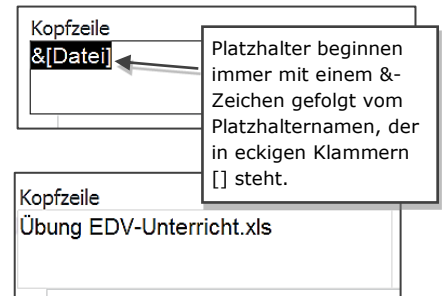 Kopfzeile
&[Datei]
Platzhalter beginnen
immer mit einem &-
Zeichen gefolgt vom
Platzhalternamen, der
in eckigen Klammern
[] steht.
Kopfzeile
Übung EDV-Unterricht.xls